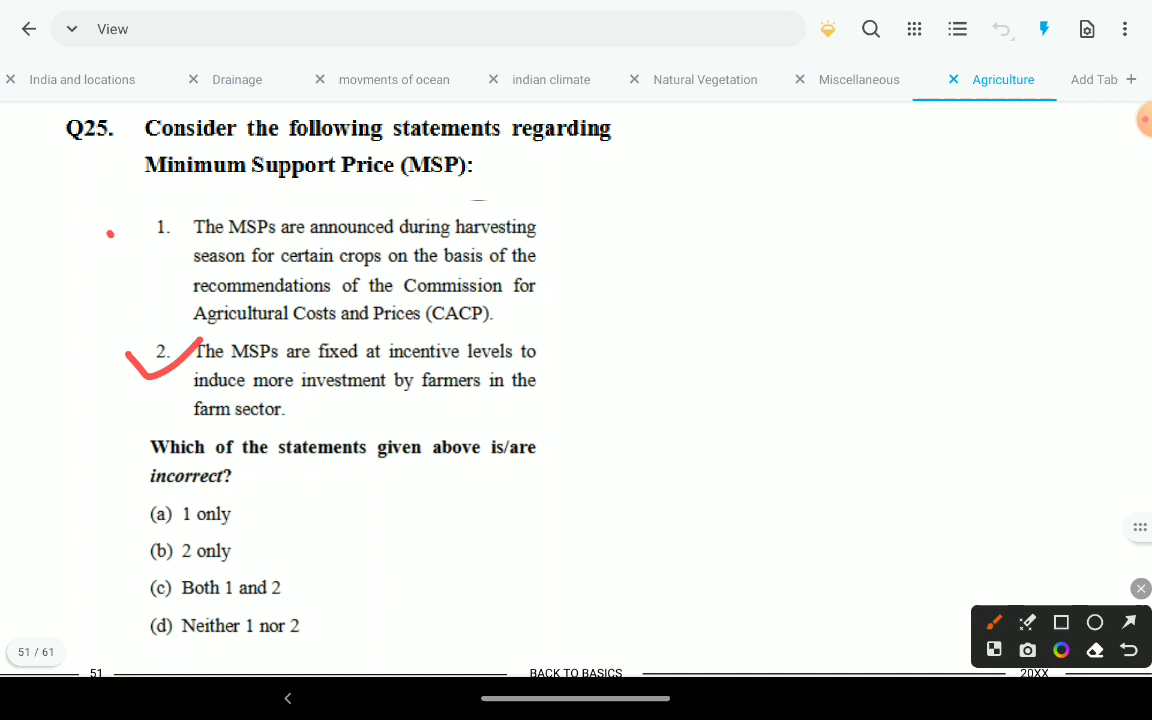 View
India and locations
Drainage
movments of ocean
indian climate
Natural Vegetation
Miscellaneous
Agriculture
Add Tab
Q25. Consider the following statements regarding
Minimum Support Price (MSP):
1. The MSPs are announced during harvesting
season for certain crops on the basis of the
recommendations of the Commission for
Agricultural Costs and Prices (CACP).
2. The MSPs are fixed at incentive levels to
induce more investment by farmers in the
farm sector.
Which of the statements given above is/are
incorrect?
(a) 1 only
(b) 2 only
(c) Both 1 and 2
(d) Neither 1 nor 2
51 / 61
51 BACK TO BASICS 20XX